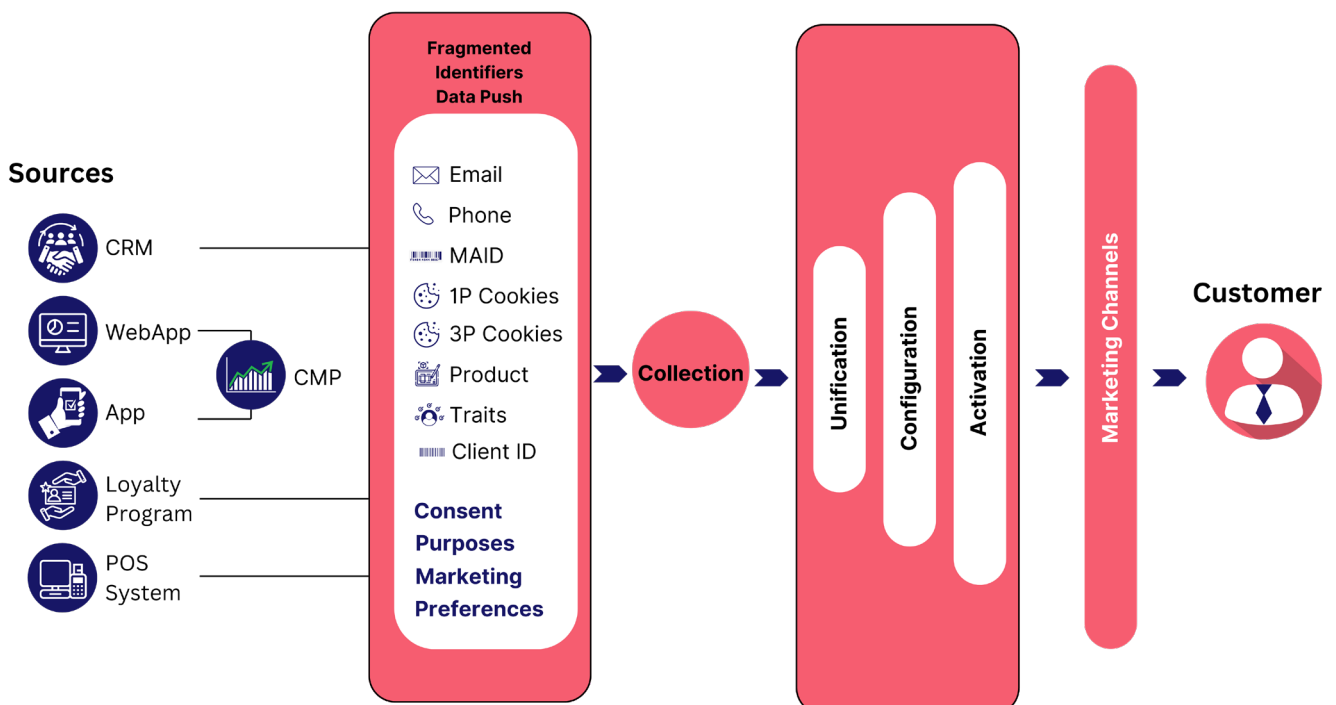 Sources
CRM
WebApp
App
CMP
Loyalty
Program
POS
System
Fragmented
Identifiers
Data Push
Email
Phone
MAID
1P Cookies
3P Cookies
Product
Traits
Client ID
Consent
Purposes
Marketing
Preferences
Collection
Unification
Configuration
Activation
Marketing Channels
Customer